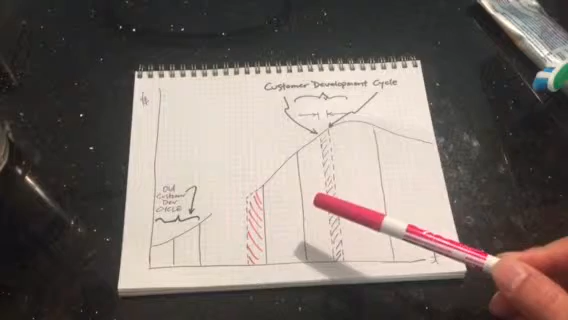 Customer Development Cycle
Old
Customer
Dev
CYCLE
t